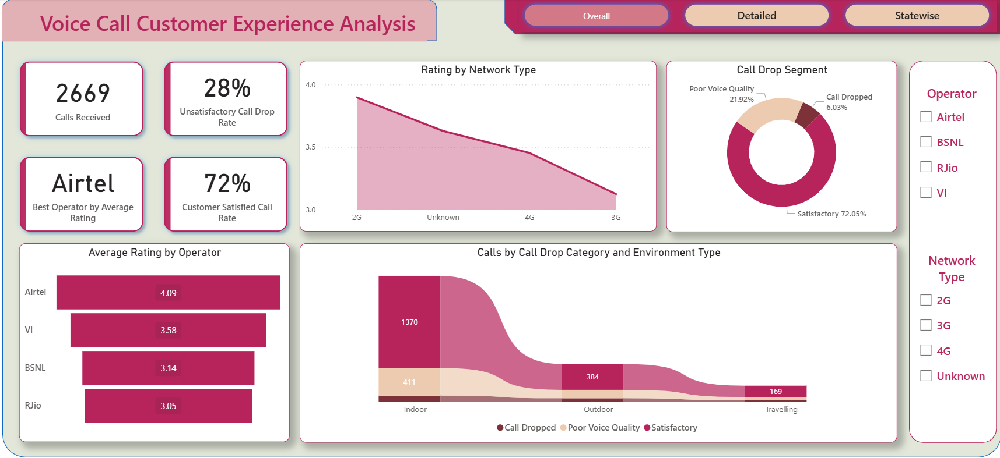 Voice Call Customer Experience Analysis
Overall
Detailed
Statewise
2669
Calls Received
28%
Unsatisfactory Call Drop
Rate
Airtel
Best Operator by Average
Rating
72%
Customer Satisfied Call
Rate
Rating by Network Type
4.0
3.5
3.0
2G
Unknown
4G
3G
Call Drop Segment
Poor Voice Quality
21.92%
Call Dropped
6.03%
Satisfactory 72.05%
Operator
Airtel
BSNL
RJio
VI
Network
Type
2G
3G
4G
Unknown
Average Rating by Operator
Airtel
4.09
VI
3.58
BSNL
3.14
RJio
3.05
Calls by Call Drop Category and Environment Type
1370
411
384
169
Indoor
Outdoor
Travelling
Call Dropped
Poor Voice Quality
Satisfactory